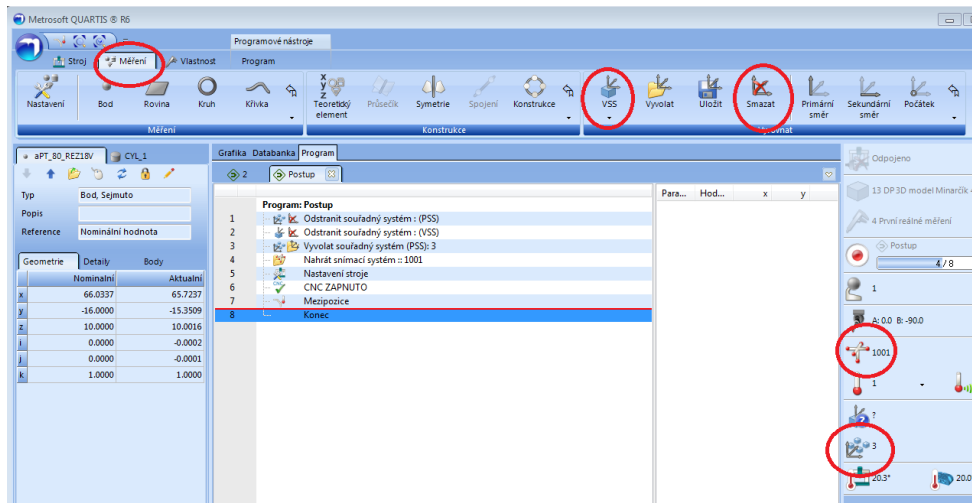 Metrosoft QUARTIS ® R6
Programové nástroje
Stroj Měření Vlastnost Program
Nastavení Bod Rovina Kruh Křivka
Teoretický element Průsečík Symetrie Spojení Konstrukce
VSS Vyvolat Uložit Smazat Primární směr Sekundární směr Počátek
Měření Konstrukce
aPT_80_REZ18V CYL_1
Grafika Databanka Program
2 Postup
Typ Bod, Sejmuto
Popis
Reference Nominální hodnota
Geometrie Detaily Body
Nominalní Aktualní
x 66.0337 65.7237
y -16.0000 -15.3509
z 10.0000 10.0016
i 0.0000 -0.0002
j 0.0000 -0.0001
k 1.0000 1.0000
Para... Hod... x y
Program: Postup
1 Odstranit souřadný systém : (PSS)
2 Odstranit souřadný systém : (VSS)
3 Vyvolat souřadný systém (PSS): 3
4 Nahrát snímací systém :: 1001
5 Nastavení stroje
6 CNC ZAPNUTO
7 Mezipozice
8 Konec
Odpojeno
13 DP3D model Minarčík
4 První reálné měření
Postup
4 / 8
1
A: 0.0 B: -90.0
1001
1
?
3
20.3° 20.0